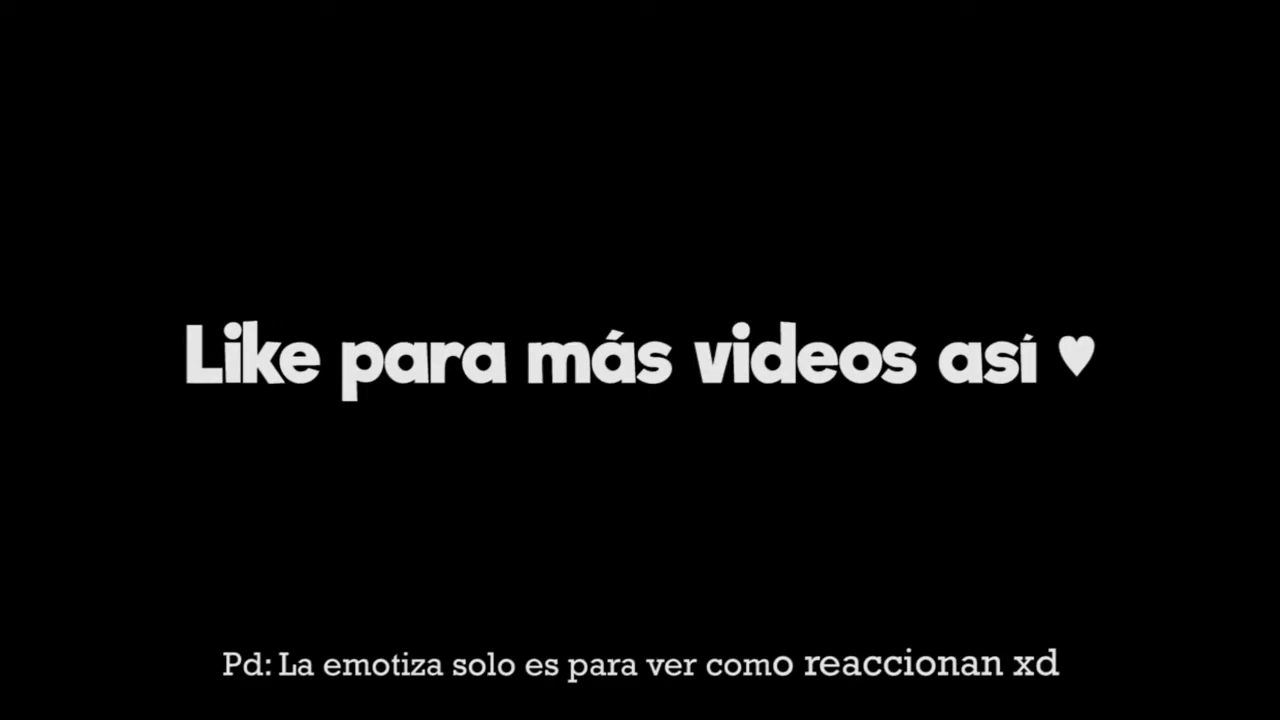 Like para más videos así ♥
Pd: La emotiza solo es para ver como reaccionan xd